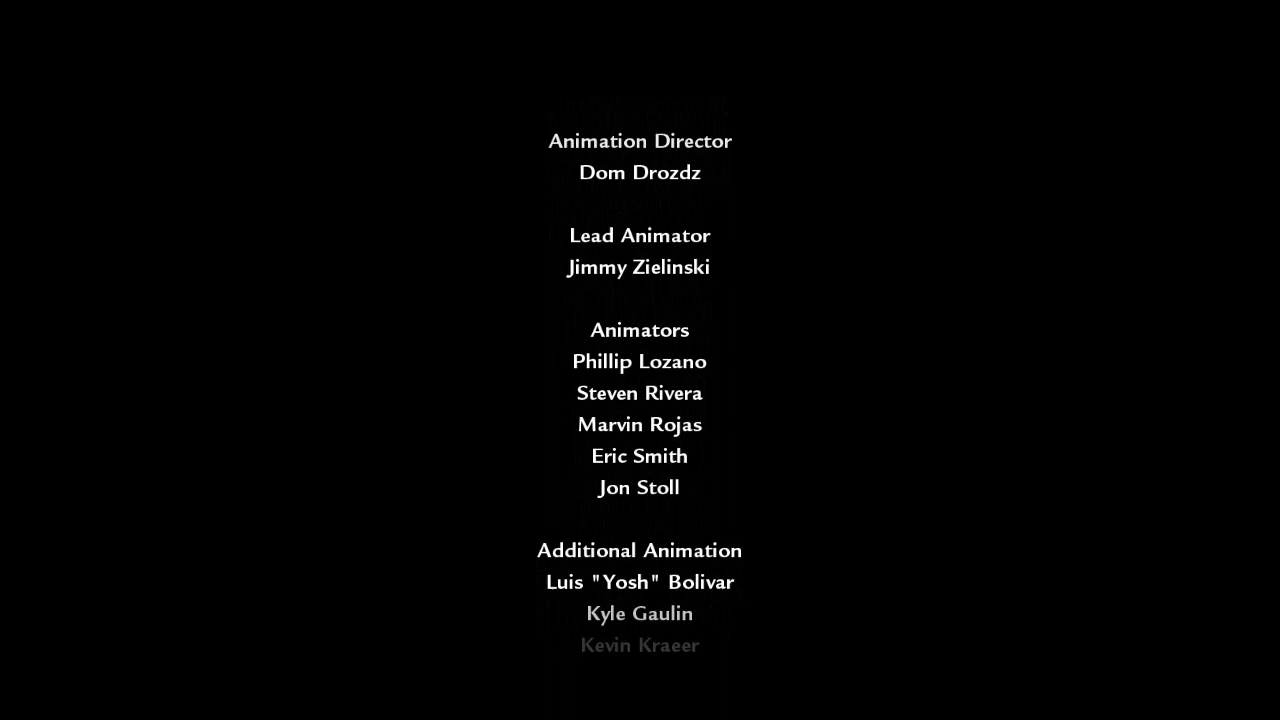 Animation Director
Dom Drozdz
Lead Animator
Jimmy Zielinski
Animators
Phillip Lozano
Steven Rivera
Marvin Rojas
Eric Smith
Jon Stoll
Additional Animation
Luis "Yosh" Bolivar
Kyle Gaulin
Kevin Kraeer